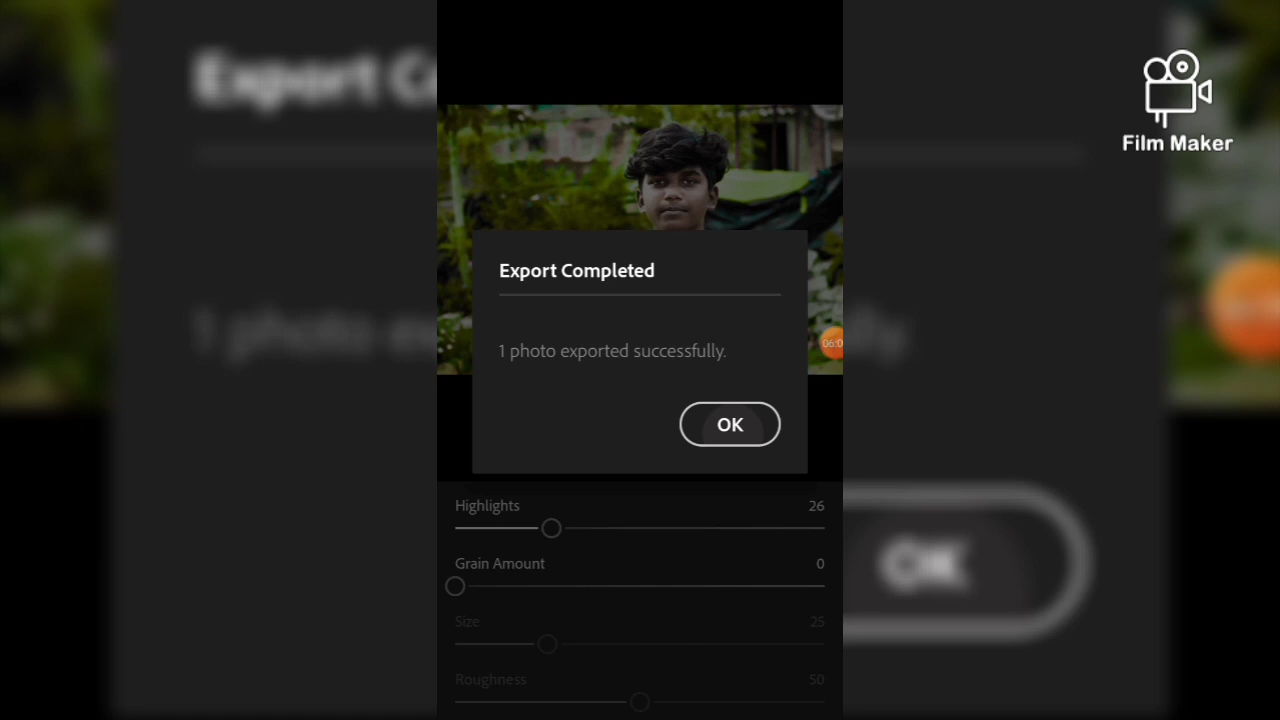 Film Maker
Export Completed
1 photo exported successfully.
OK
Highlights 26
Grain Amount 0
Size 25
Roughness 50